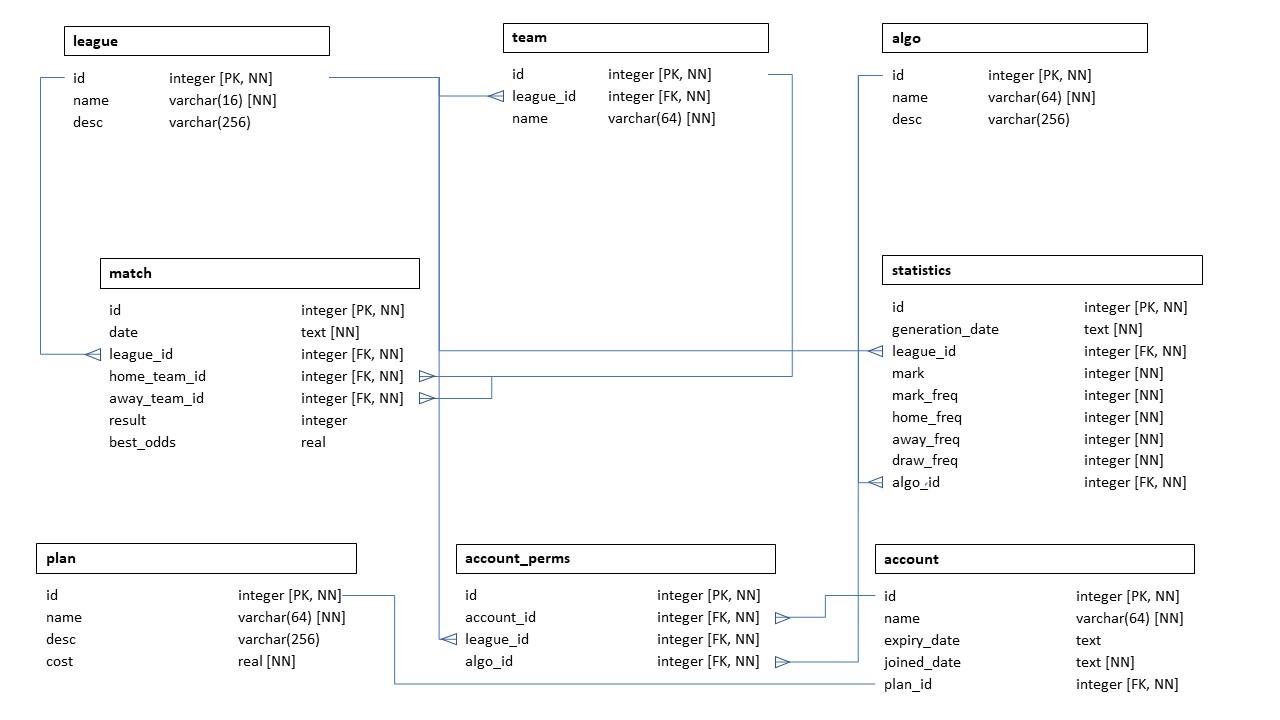 league
id integer [PK, NN]
name varchar(16) [NN]
desc varchar(256)
team
id integer [PK, NN]
league_id integer [FK, NN]
name varchar(64) [NN]
algo
id integer [PK, NN]
name varchar(64) [NN]
desc varchar(256)
match
id integer [PK, NN]
date text [NN]
league_id integer [FK, NN]
home_team_id integer [FK, NN]
away_team_id integer [FK, NN]
result integer
best_odds real
statistics
id integer [PK, NN]
generation_date text [NN]
league_id integer [FK, NN]
mark integer [NN]
mark_freq integer [NN]
home_freq integer [NN]
away_freq integer [NN]
draw_freq integer [NN]
algo_id integer [FK, NN]
plan
id integer [PK, NN]
name varchar(64) [NN]
desc varchar(256)
cost real [NN]
account_perms
id integer [PK, NN]
account_id integer [FK, NN]
league_id integer [FK, NN]
algo_id integer [FK, NN]
account
id integer [PK, NN]
name varchar(64) [NN]
expiry_date text
joined_date text [NN]
plan_id integer [FK, NN]